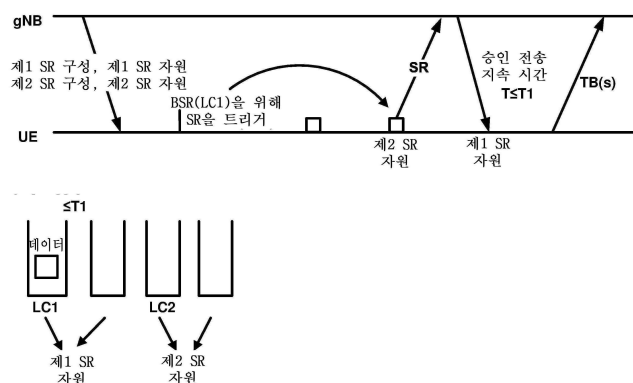 gNB
제1 SR 구성, 제1 SR 자원
제2 SR 구성, 제2 SR 자원
BSR(LC1)을 위해
SR을 트리거
SR
승인 전송
지속 시간
T≤T1
TB(s)
UE
제2 SR
자원
제1 SR
자원
≤T1
데이터
LC1
LC2
제1 SR
자원
제2 SR
자원